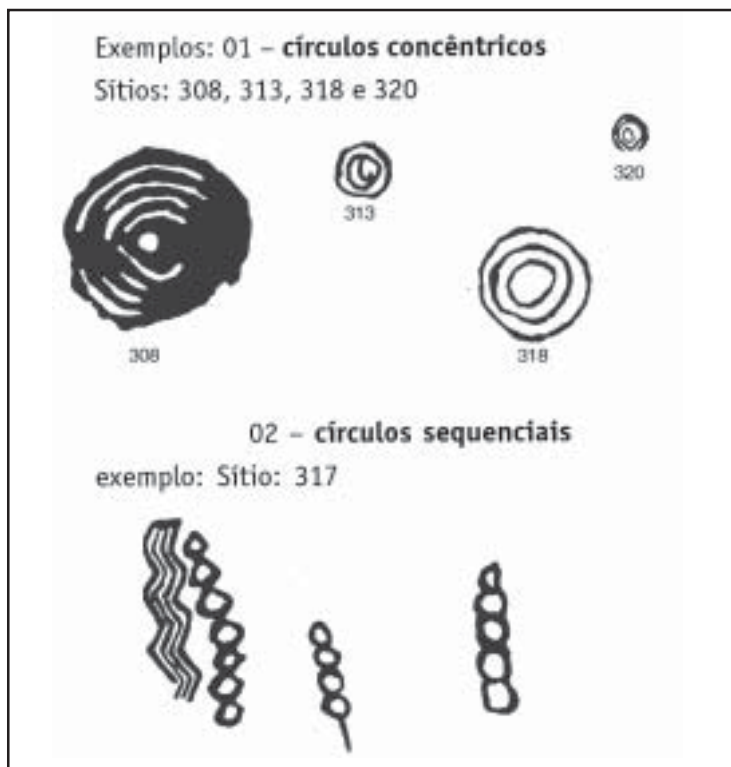 Exemplos: 01 – círculos concêntricos
Sítios: 308, 313, 318 e 320
320
313
308
318
02 – círculos sequenciais
exemplo: Sítio: 317